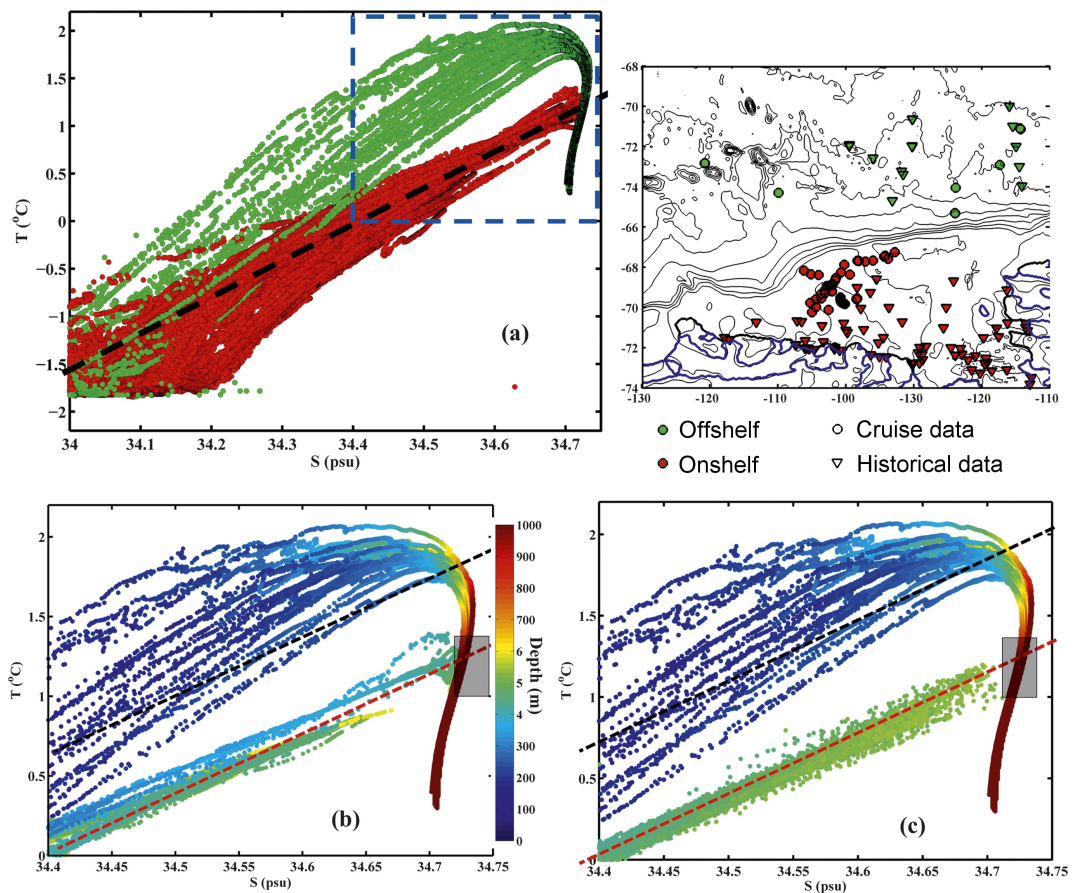 2
1.5
1
0.5
0
−0.5
−1
−1.5
−2
T (°C)
(a)
34 34.1 34.2 34.3 34.4 34.5 34.6 34.7
S (psu)
-68
-70
-72
-74
-66
-68
-70
-72
-74
-130 -120 -110 -100 -130 -120 -110
Offshelf
Cruise data
Onshelf
Historical data
2
1.5
1
0.5
0
T (°C)
(b)
34.4 34.45 34.5 34.55 34.6 34.65 34.7 34.75
S (psu)
1000
900
800
700
6
500
4
300
200
100
0
Depth (m)
2
1.5
1
0.5
0
T (°C)
(c)
34.4 34.45 34.5 34.55 34.6 34.65 34.7 34.75
S (psu)